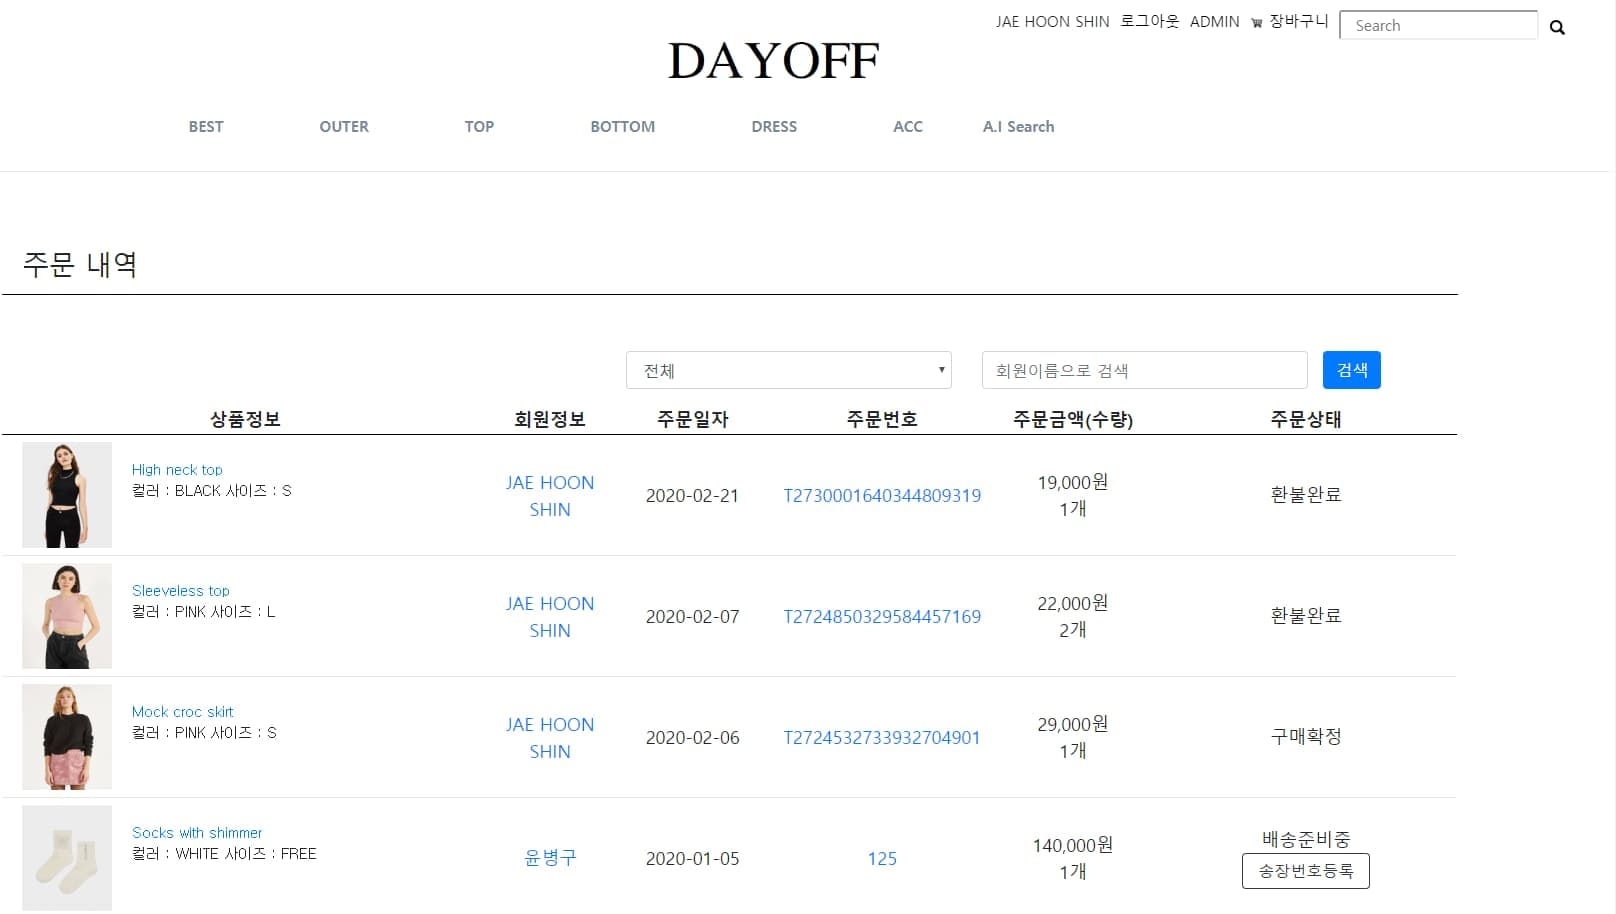 JAE HOON SHIN 로그아웃 ADMIN 장바구니 Search
DAYOFF
BEST OUTER TOP BOTTOM DRESS ACC A.I Search
주문 내역
전체 회원이름으로 검색 검색
상품정보 회원정보 주문일자 주문번호 주문금액(수량) 주문상태
High neck top
컬러 : BLACK 사이즈 : S
JAE HOON
SHIN
2020-02-21
T2730001640344809319
19,000원
1개
환불완료
Sleeveless top
컬러 : PINK 사이즈 : L
JAE HOON
SHIN
2020-02-07
T2724850329584457169
22,000원
2개
환불완료
Mock croc skirt
컬러 : PINK 사이즈 : S
JAE HOON
SHIN
2020-02-06
T2724532733932704901
29,000원
1개
구매확정
Socks with shimmer
컬러 : WHITE 사이즈 : FREE
윤병구
2020-01-05
125
140,000원
1개
배송준비중
송장번호등록